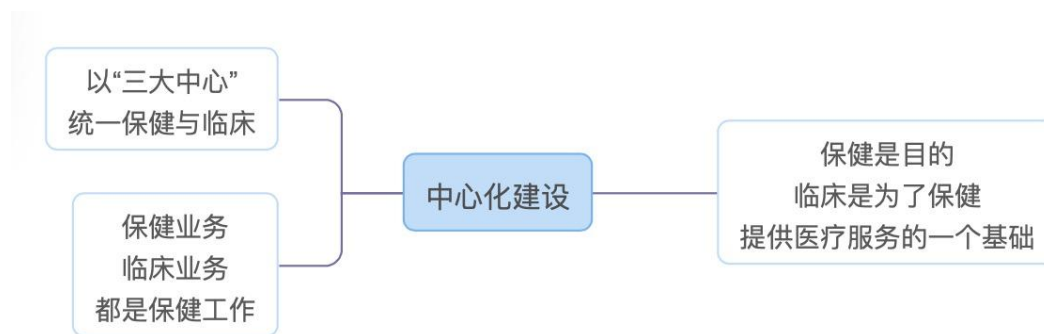 以“三大中心”
统一保健与临床
保健业务
临床业务
都是保健工作
中心化建设
保健是目的
临床是为了保健
提供医疗服务的一个基础